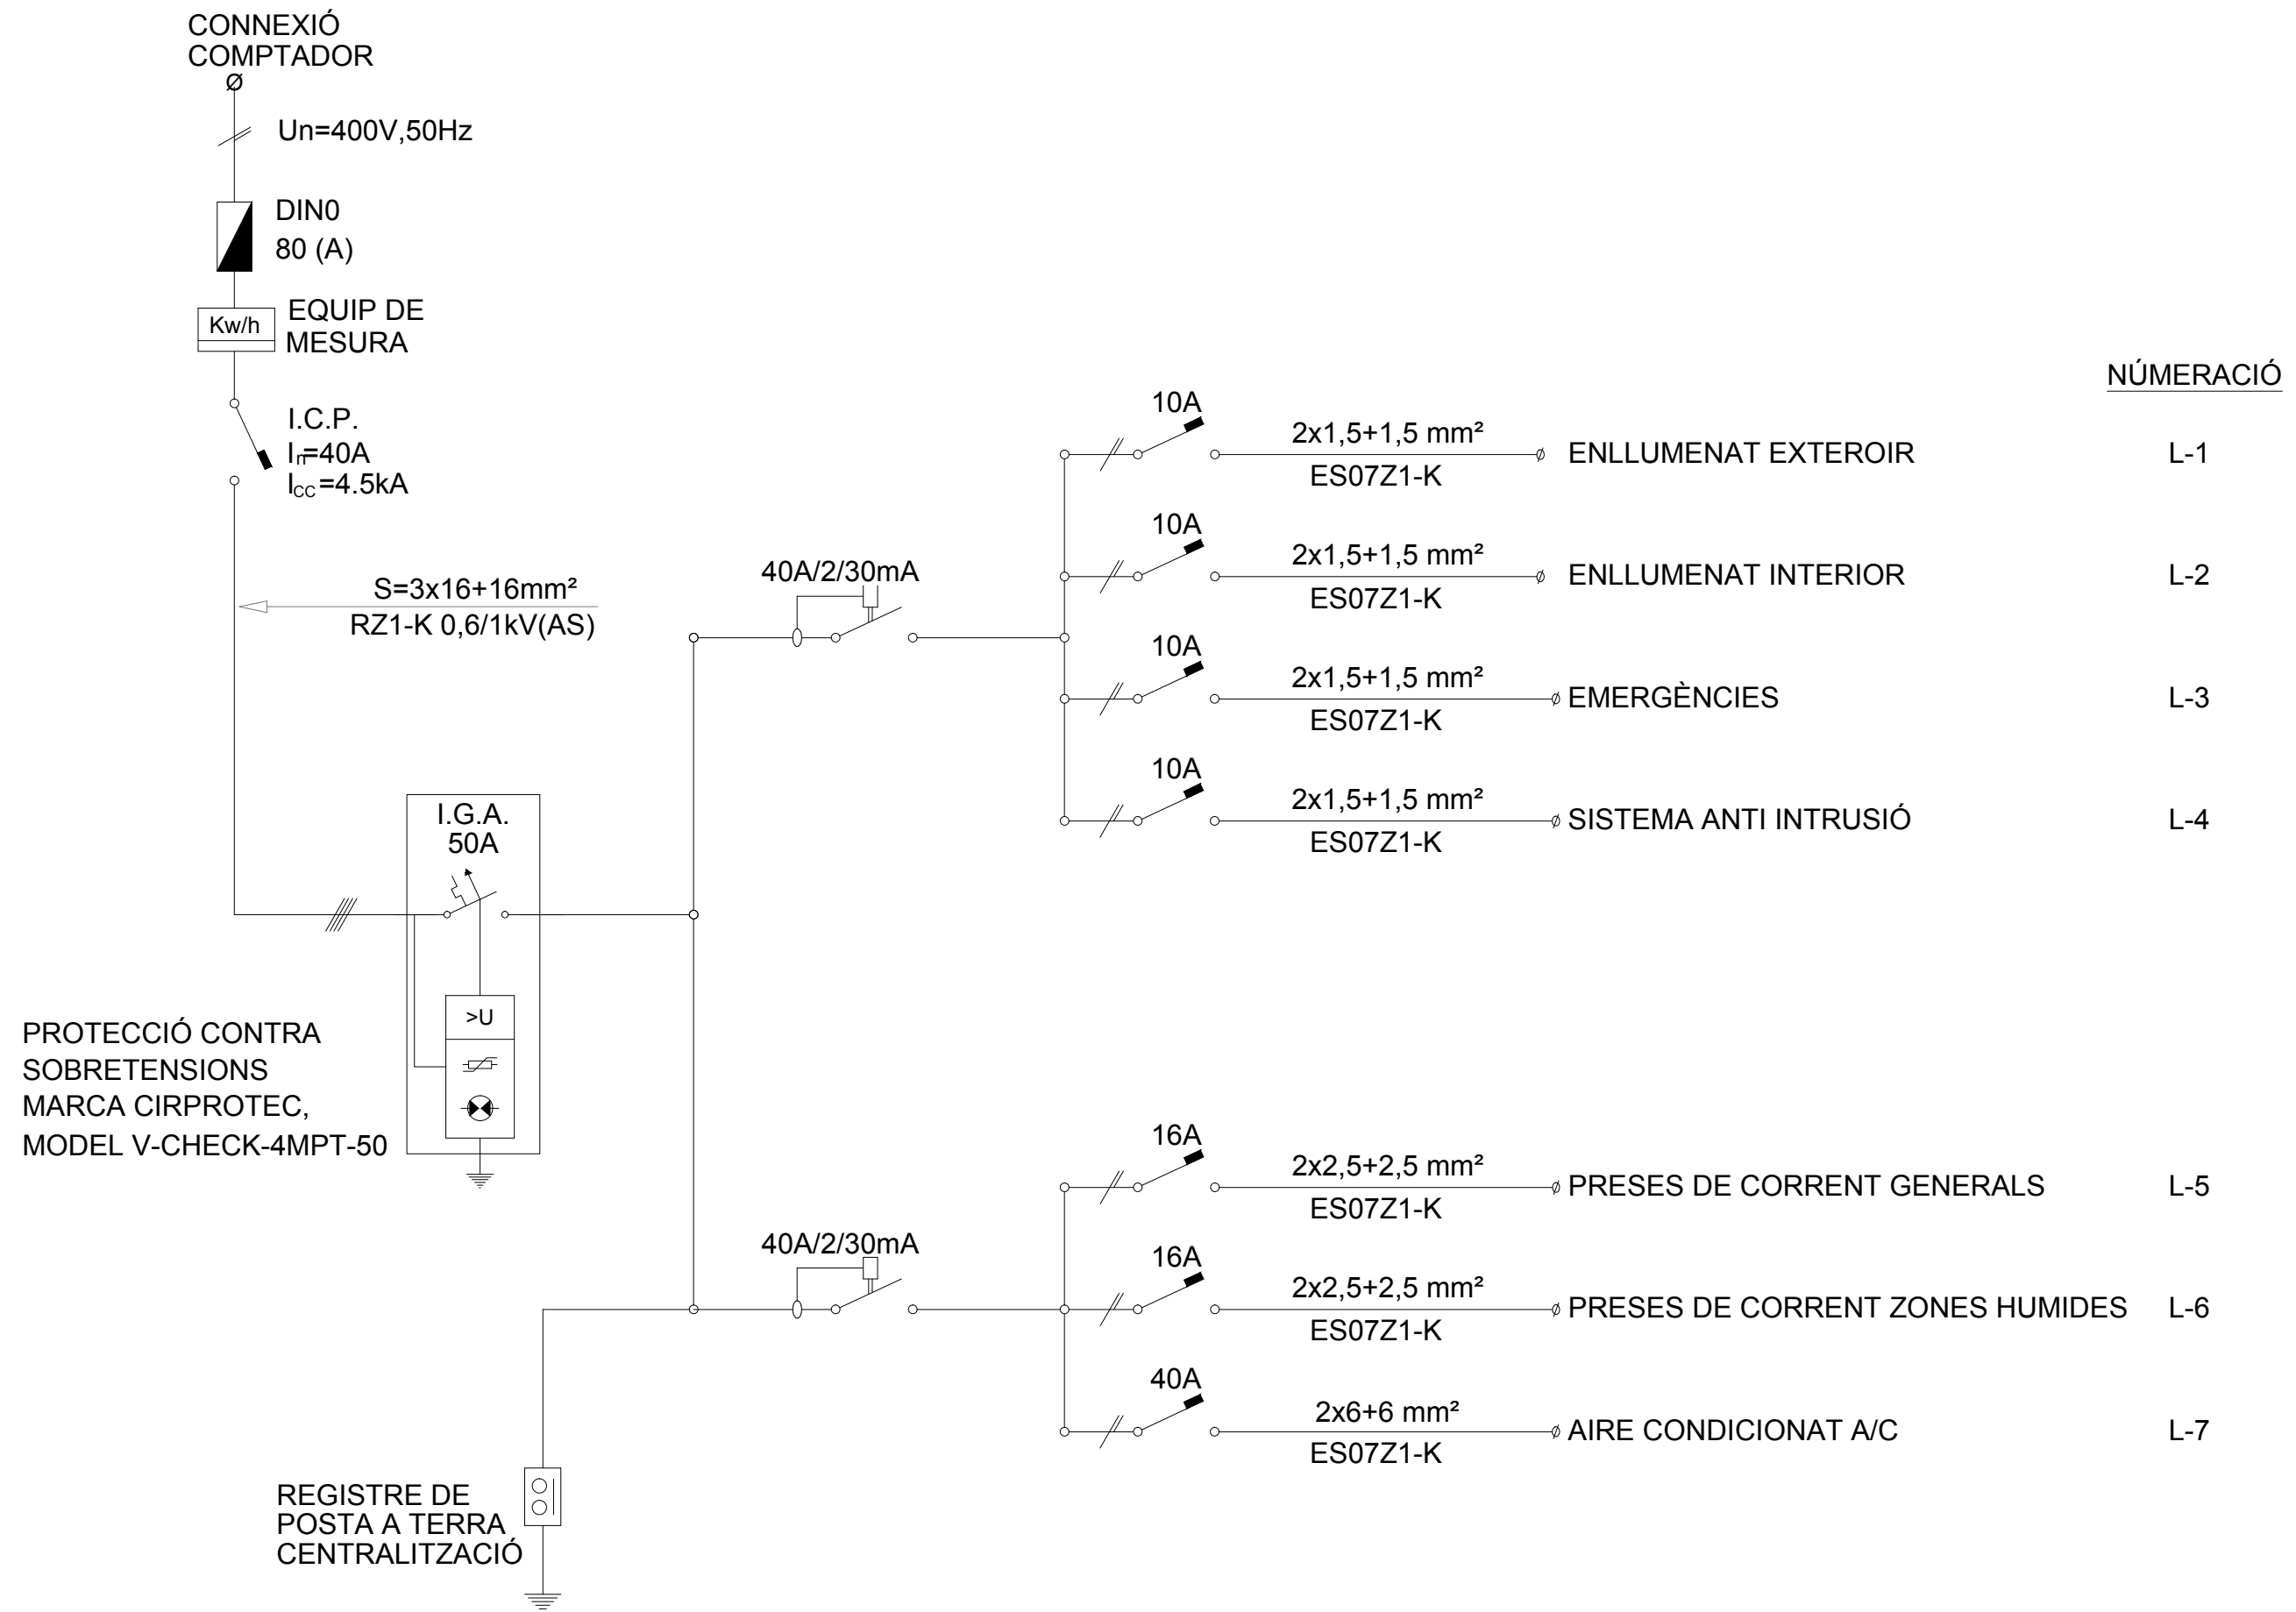 CONNEXIÓ
COMPTADOR
Un=400V,50Hz
DIN0
80 (A)
Kw/h
EQUIP DE
MESURA
I.C.P.
In=40A
Icc=4.5kA
S=3x16+16mm²
RZ1-K 0,6/1kV(AS)
I.G.A.
50A
>U
PROTECCIÓ CONTRA
SOBRETENSIONS
MARCA CIRPROTEC,
MODEL V-CHECK-4MPT-50
REGISTRE DE
POSTA A TERRA
CENTRALITZACIÓ
40A/2/30mA
40A/2/30mA
NÚMERACIÓ
10A
2x1,5+1,5 mm²
ES07Z1-K
ENLLUMENAT EXTEROIR
L-1
10A
2x1,5+1,5 mm²
ES07Z1-K
ENLLUMENAT INTERIOR
L-2
10A
2x1,5+1,5 mm²
ES07Z1-K
EMERGÈNCIES
L-3
10A
2x1,5+1,5 mm²
ES07Z1-K
SISTEMA ANTI INTRUSIÓ
L-4
16A
2x2,5+2,5 mm²
ES07Z1-K
PRESES DE CORRENT GENERALS
L-5
16A
2x2,5+2,5 mm²
ES07Z1-K
PRESES DE CORRENT ZONES HUMIDES
L-6
40A
2x6+6 mm²
ES07Z1-K
AIRE CONDICIONAT A/C
L-7